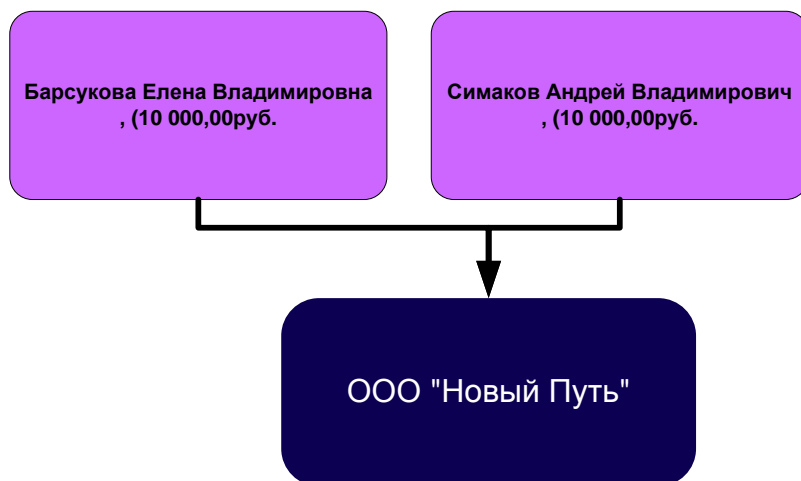 Барсукова Елена Владимировна
, (10 000,00руб.
Симаков Андрей Владимирович
, (10 000,00руб.
ООО "Новый Путь"